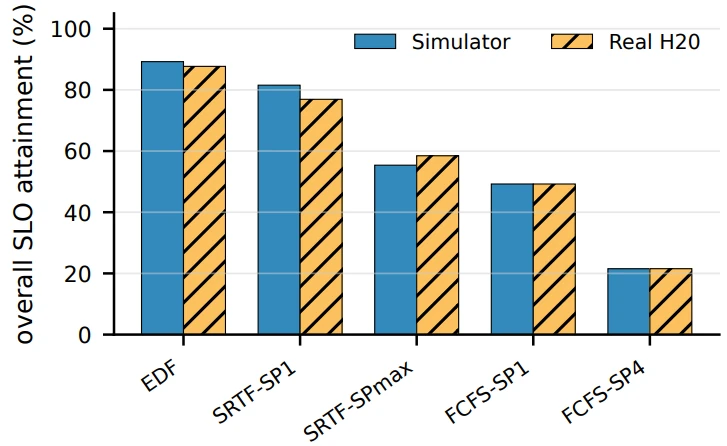 overall SLO attainment (%)
100
80
60
40
20
0
Simulator
Real H20
EDF
SRTF-SP1
SRTF-SPmax
FCFS-SP1
FCFS-SP4